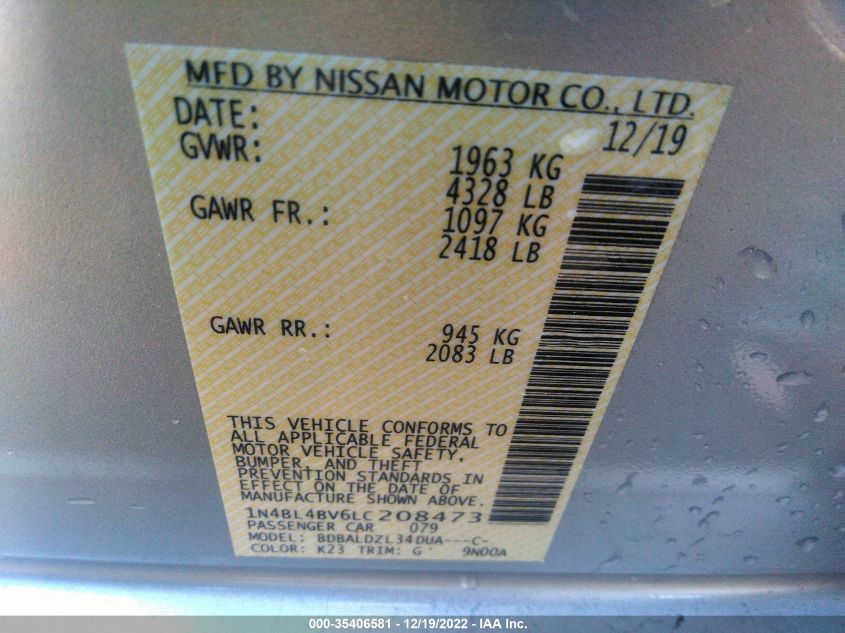 MFD BY NISSAN MOTOR CO., LTD.
DATE: 12/19
GVWR: 1963 KG
4328 LB
GAWR FR.: 1097 KG
2418 LB
GAWR RR.: 945 KG
2083 LB
THIS VEHICLE CONFORMS TO
ALL APPLICABLE FEDERAL
MOTOR VEHICLE SAFETY,
BUMPER, AND THEFT
PREVENTION STANDARDS IN
EFFECT ON THE DATE OF
MANUFACTURE SHOWN ABOVE.
1N4BL4BV6LC208473
PASSENGER CAR 079
MODEL: BDBALDZL34DUA---C-
COLOR: K23 TRIM: G 9N00A
000-35406581 - 12/19/2022 - IAA Inc.